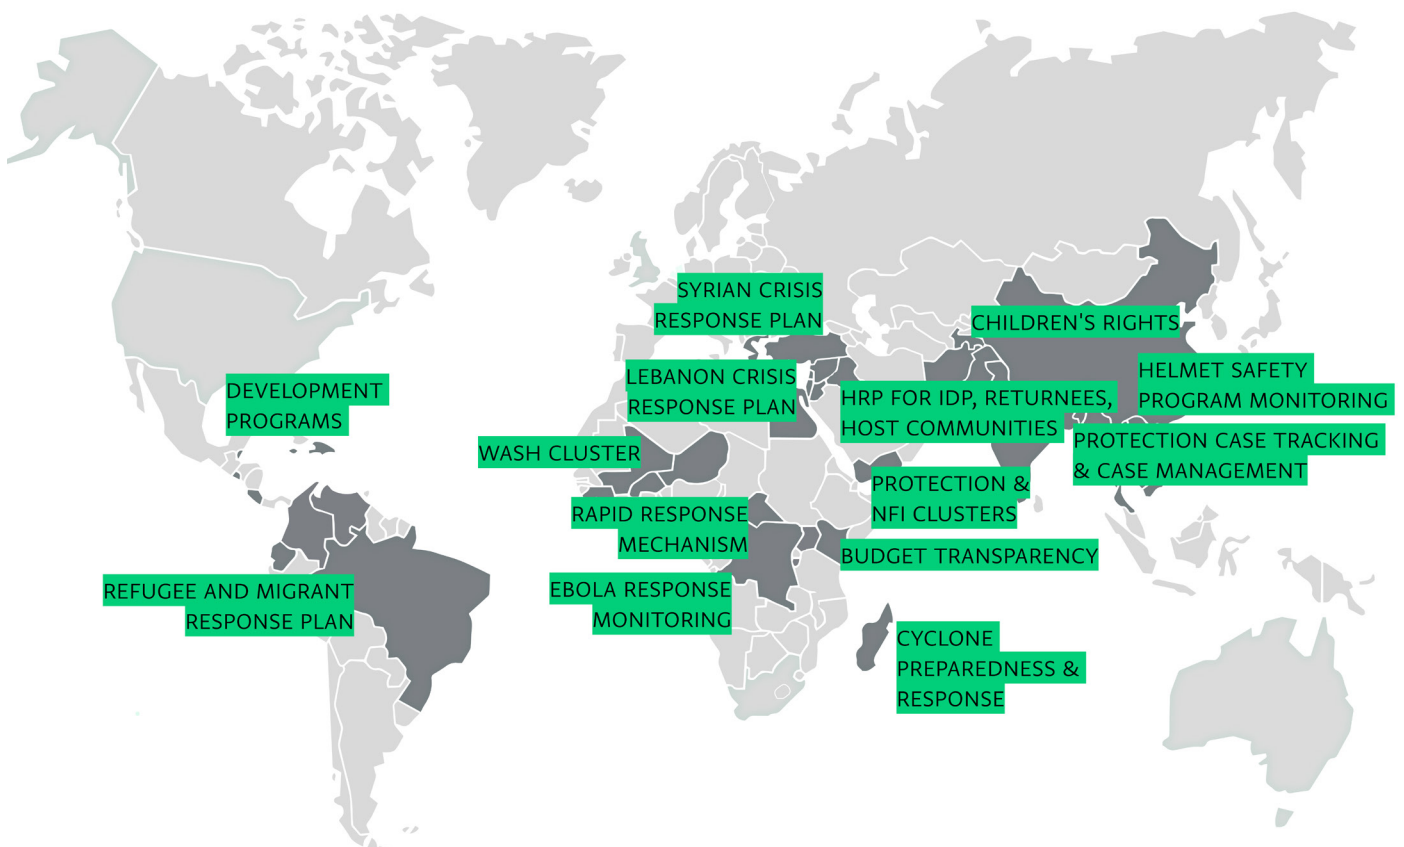 SYRIAN CRISIS
RESPONSE PLAN
CHILDREN'S RIGHTS
LEBANON CRISIS
RESPONSE PLAN
HELMET SAFETY
PROGRAM MONITORING
DEVELOPMENT
PROGRAMS
HRP FOR IDP, RETURNEES,
HOST COMMUNITIES
PROTECTION CASE TRACKING
& CASE MANAGEMENT
WASH CLUSTER
PROTECTION &
NFI CLUSTERS
RAPID RESPONSE
MECHANISM
BUDGET TRANSPARENCY
REFUGEE AND MIGRANT
RESPONSE PLAN
EBOLA RESPONSE
MONITORING
CYCLONE
PREPAREDNESS &
RESPONSE